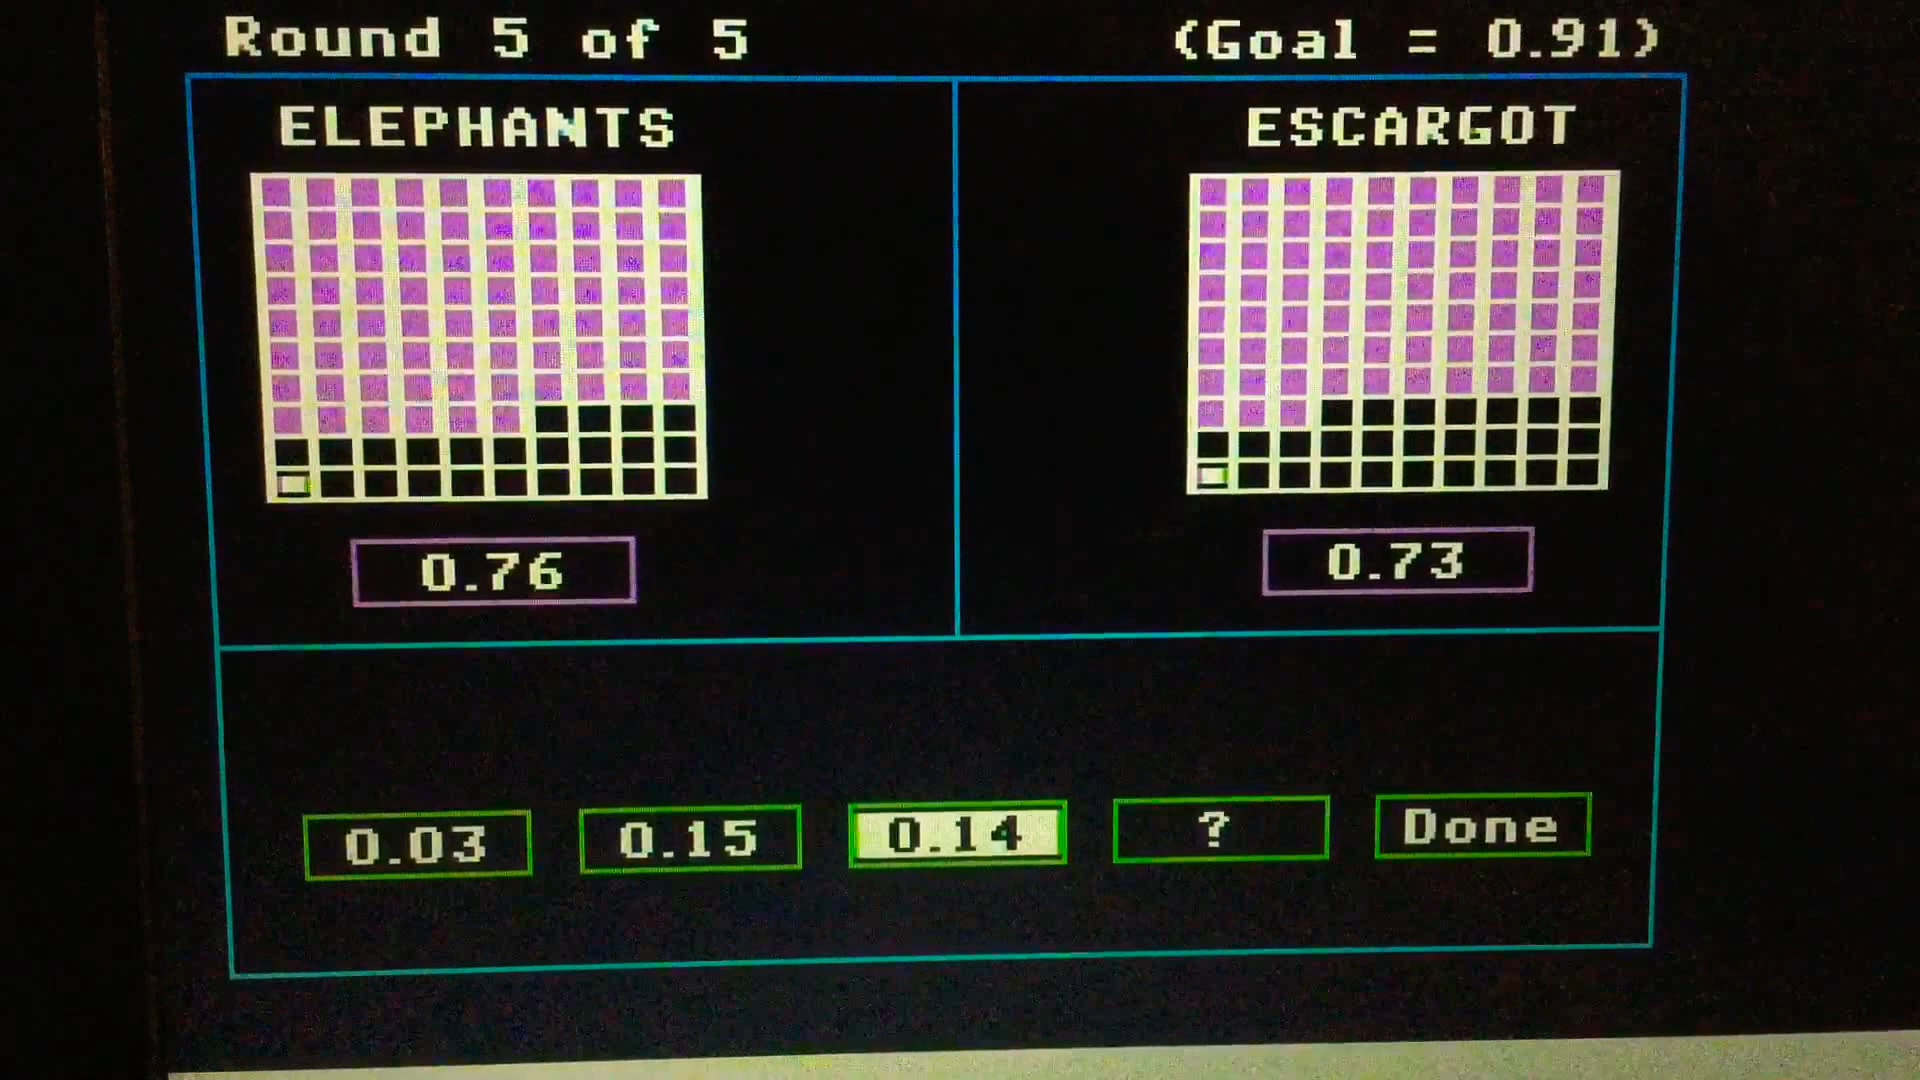 Round 5 of 5 (Goal = 0.91)
ELEPHANTS
ESCARGOT
0.76
0.73
0.03 0.15 0.14 ? Done